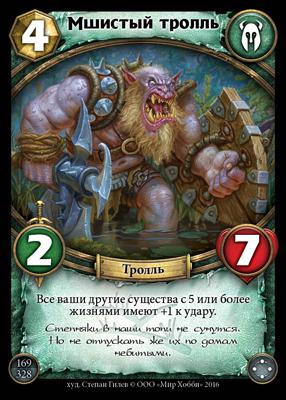 4
Мшистый тролль
2
7
Тролль
Все ваши другие существа с 5 или более
жизнями имеют +1 к удару.
Степняки в наши топи не сунутся.
Но не отпускать же их по домам
небитыми.
169
328
худ. Степан Гилев © ООО «Мир Хобби» 2016